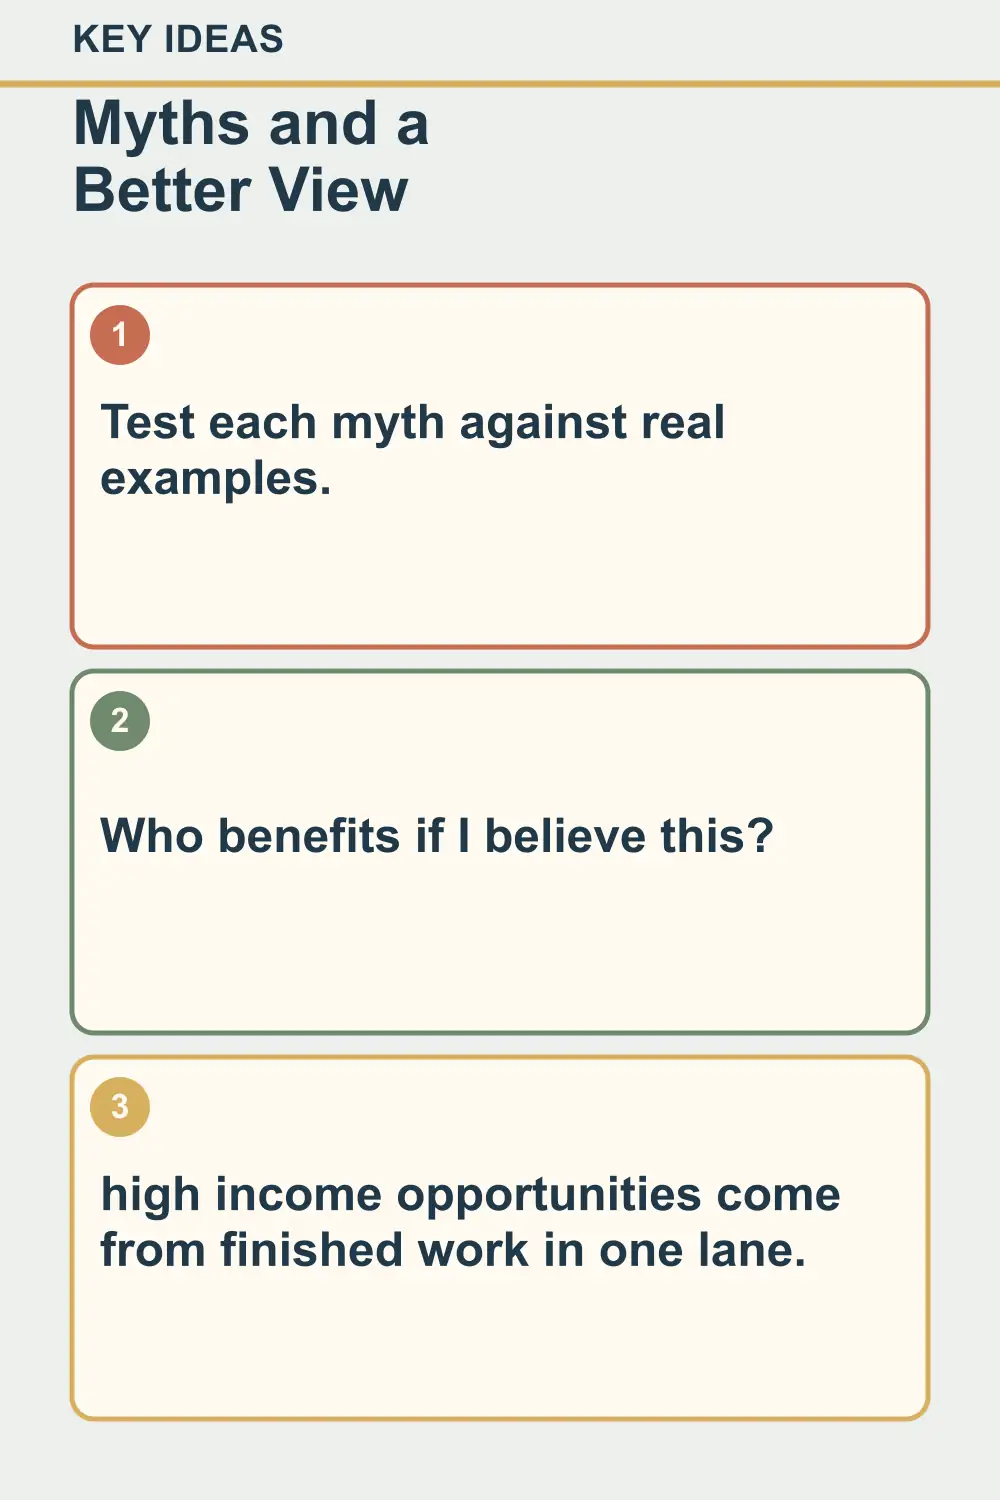 KEY IDEAS
Myths and a
Better View
1
Test each myth against real
examples.
2
Who benefits if I believe this?
3
high income opportunities come
from finished work in one lane.